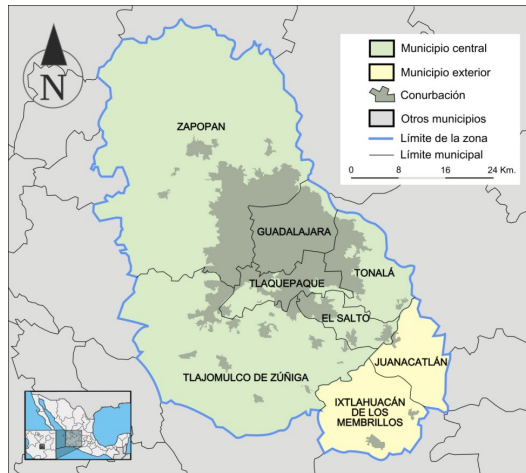 N
Municipio central
Municipio exterior
Conurbación
Otros municipios
Límite de la zona
Límite municipal
0 8 16 24 Km.
ZAPOPAN
GUADALAJARA
TLAQUEPAQUE
TONALÁ
EL SALTO
JUANACATLÁN
TLAJOMULCO DE ZÚÑIGA
IXTLAHUACÁN
DE LOS
MEMBRILLOS